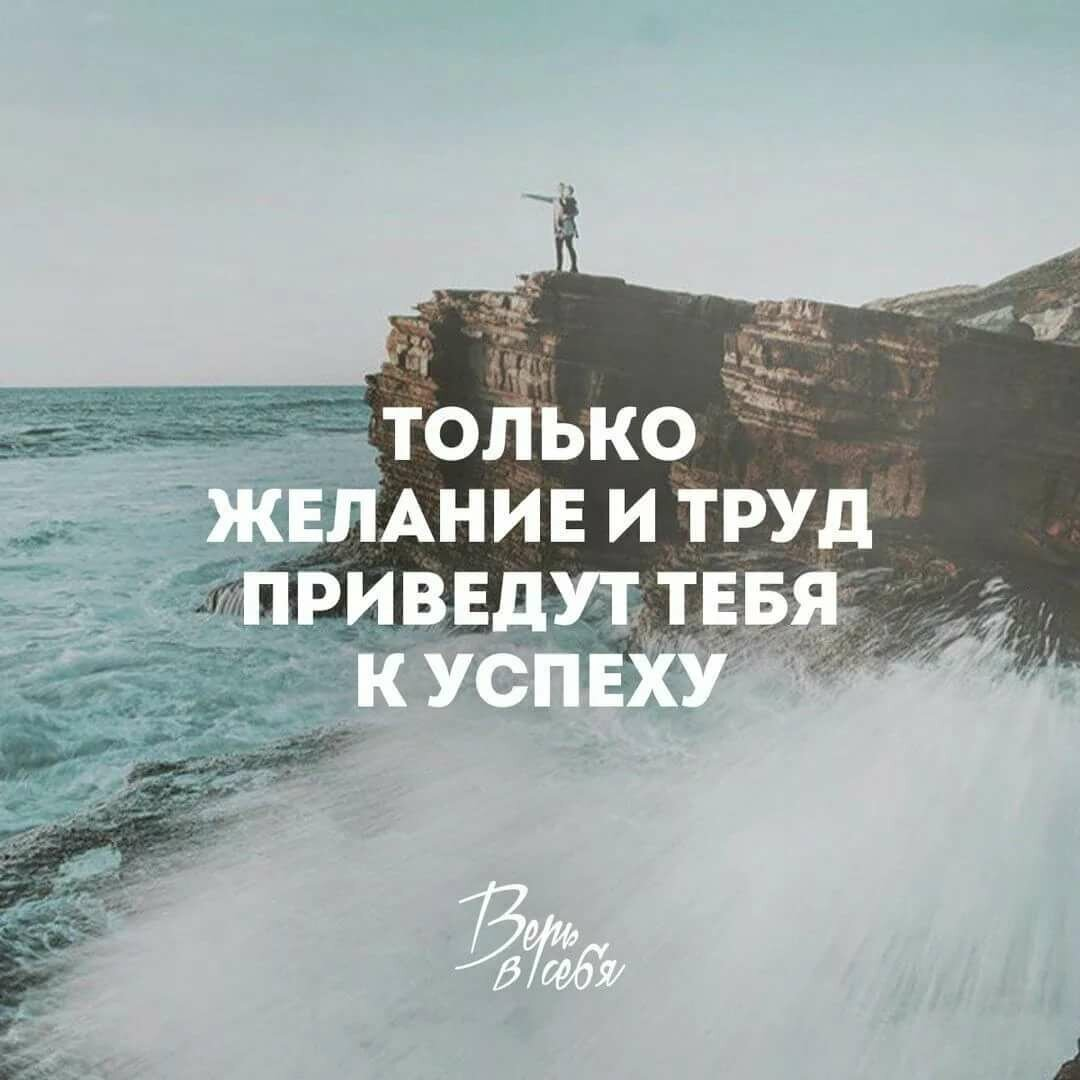 ТОЛЬКО
ЖЕЛАНИЕ И ТРУД
ПРИВЕДУТ ТЕБЯ
К УСПЕХУ
Верь
в себя